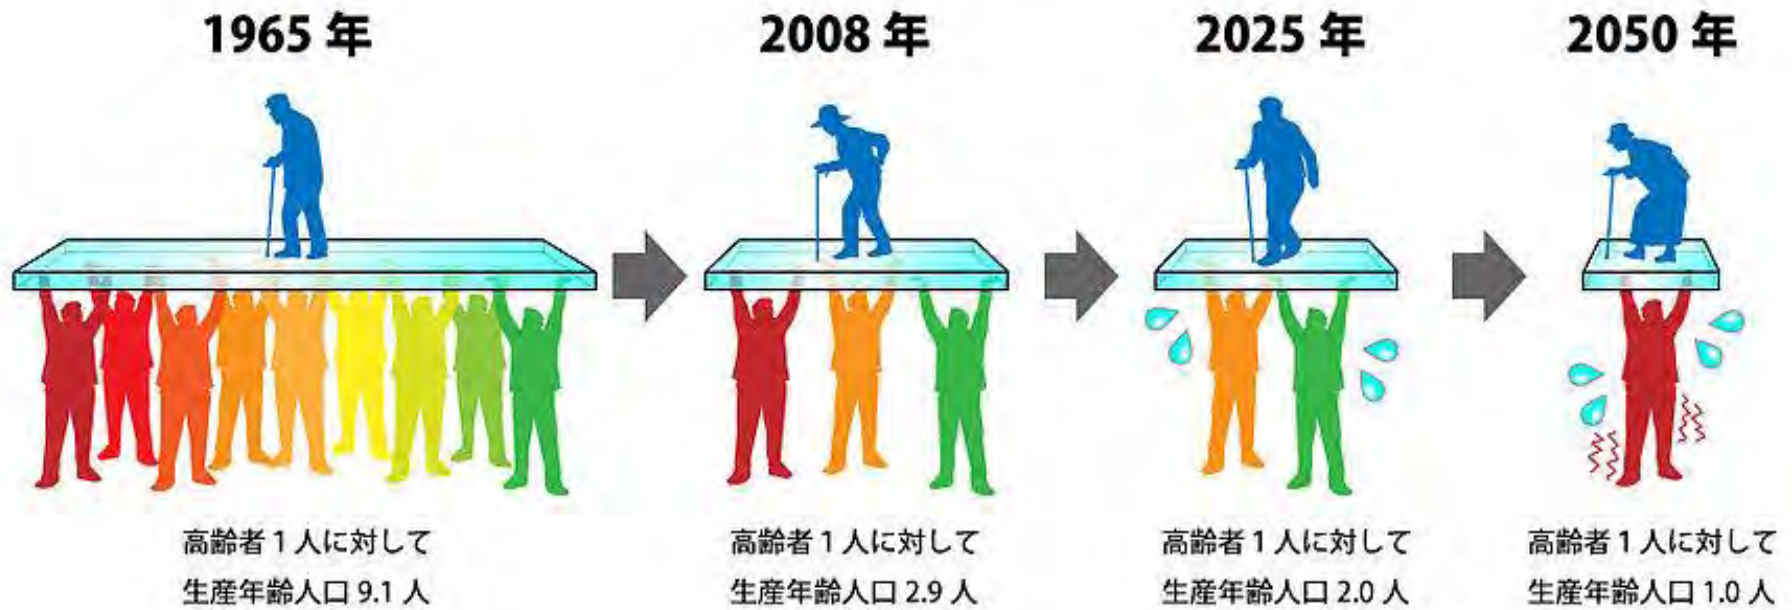 1965 年
2008 年
2025 年
2050 年
高齢者 1 人に対して
生産年齢人口 9.1 人
高齢者 1 人に対して
生産年齢人口 2.9 人
高齢者 1 人に対して
生産年齢人口 2.0 人
高齢者 1 人に対して
生産年齢人口 1.0 人